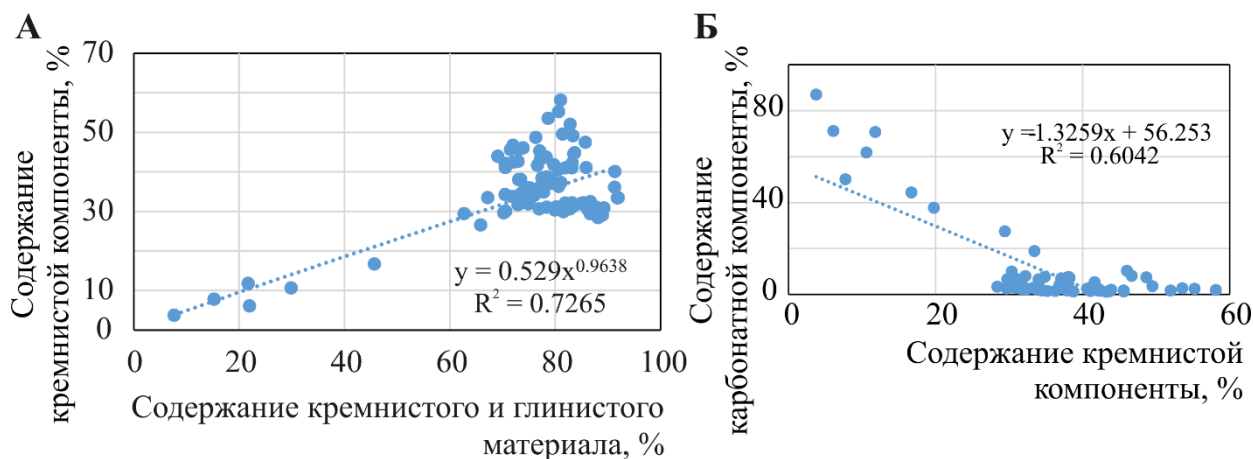 А
Содержание
кремнистой компоненты, %
70
50
30
10
0
y = 0.529x^0.9638
R² = 0.7265
0 20 40 60 80 100
Содержание кремнистого и глинистого
материала, %
Б
Содержание
карбонатной компоненты, %
80
40
0
y =-1.3259x + 56.253
R² = 0.6042
0 20 40 60
Содержание кремнистой
компоненты, %